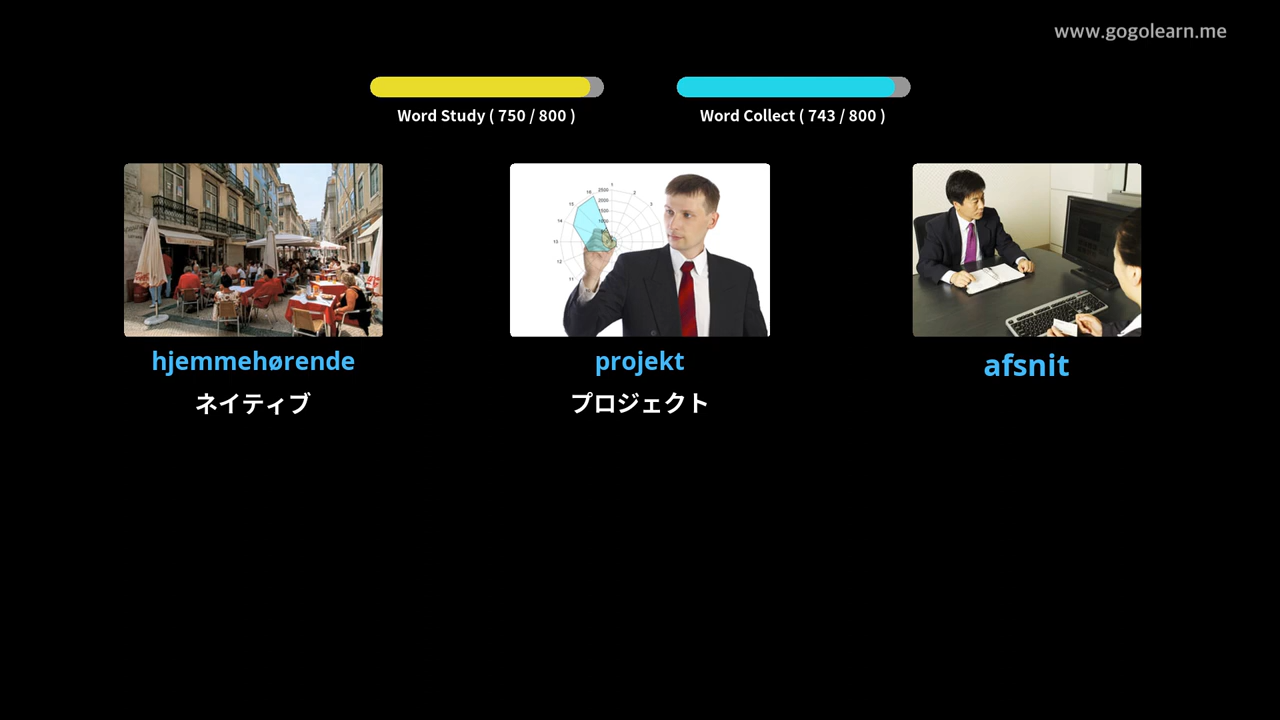 www.gogolearn.me
Word Study ( 750 / 800 )
Word Collect ( 743 / 800 )
hjemmehørende
projekt
afsnit
ネイティブ
プロジェクト